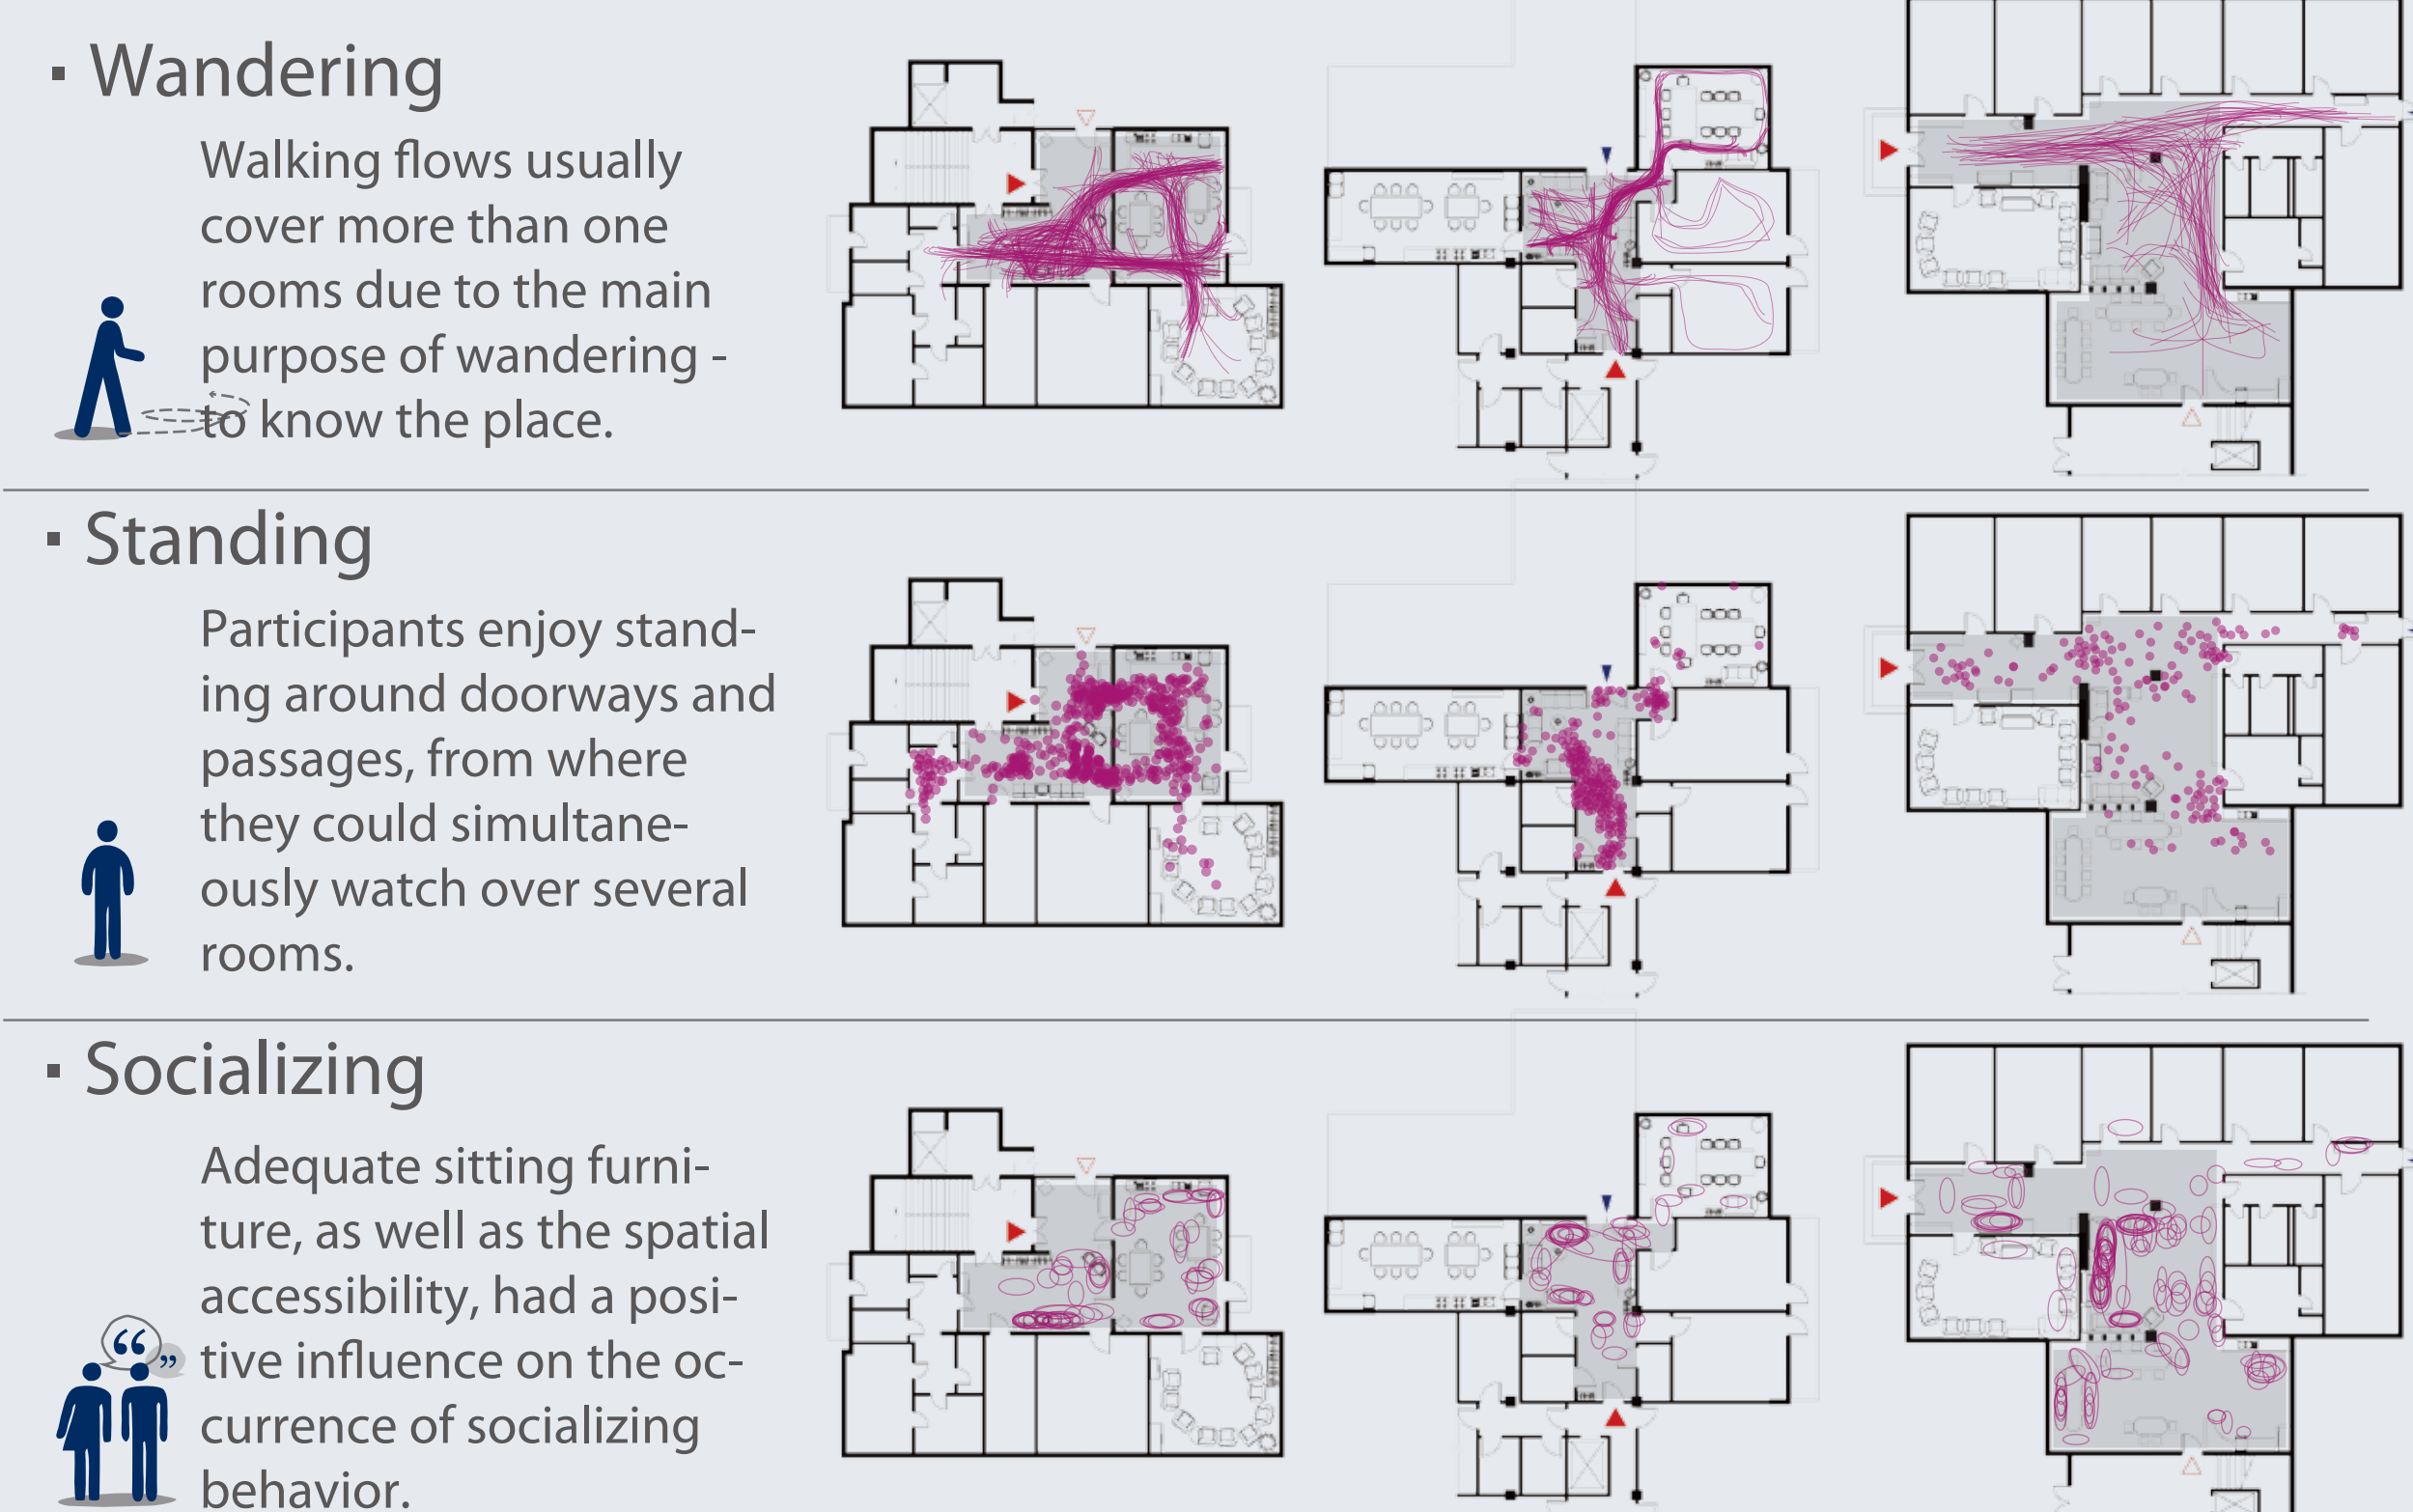 ▪ Wandering
Walking flows usually
cover more than one
rooms due to the main
purpose of wandering -
to know the place.
▪ Standing
Participants enjoy stand-
ing around doorways and
passages, from where
they could simultane-
ously watch over several
rooms.
▪ Socializing
Adequate sitting furni-
ture, as well as the spatial
accessibility, had a posi-
tive influence on the oc-
currence of socializing
behavior.